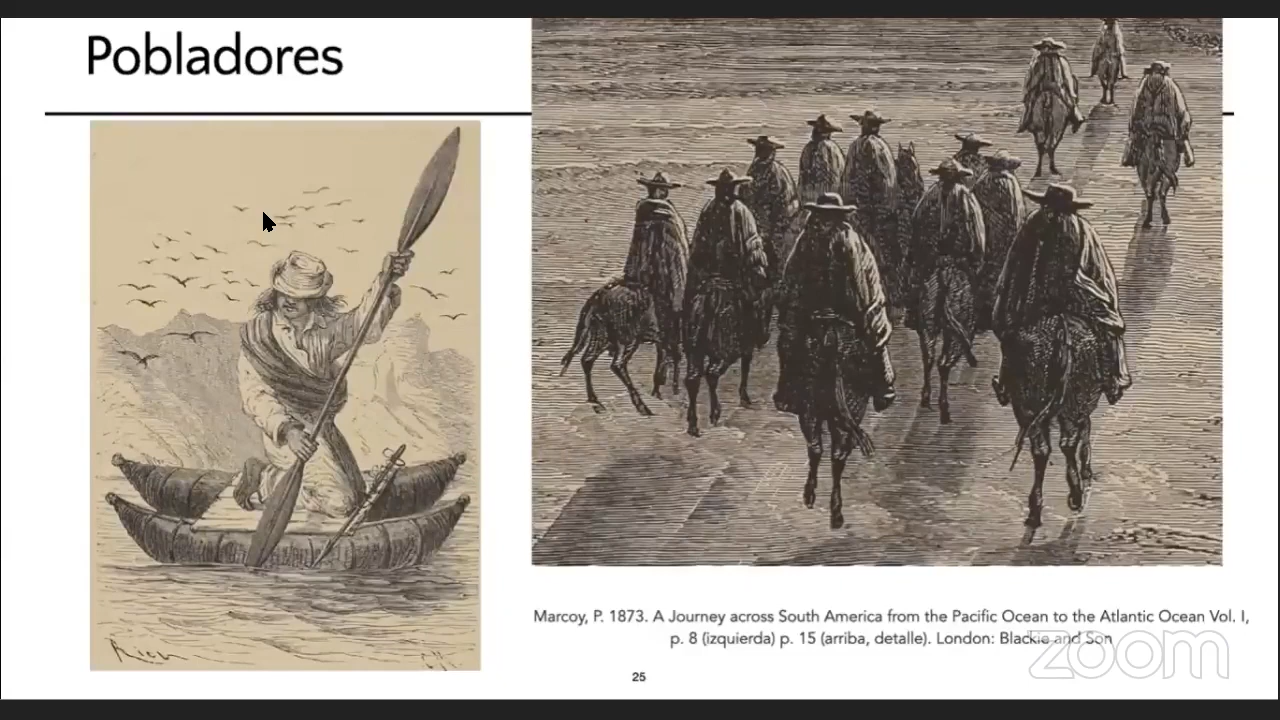 Pobladores
Riou
Marcoy, P. 1873. A Journey across South America from the Pacific Ocean to the Atlantic Ocean Vol. I,
p. 8 (izquierda) p. 15 (arriba, detalle). London: Blackie and Son
zoom
25